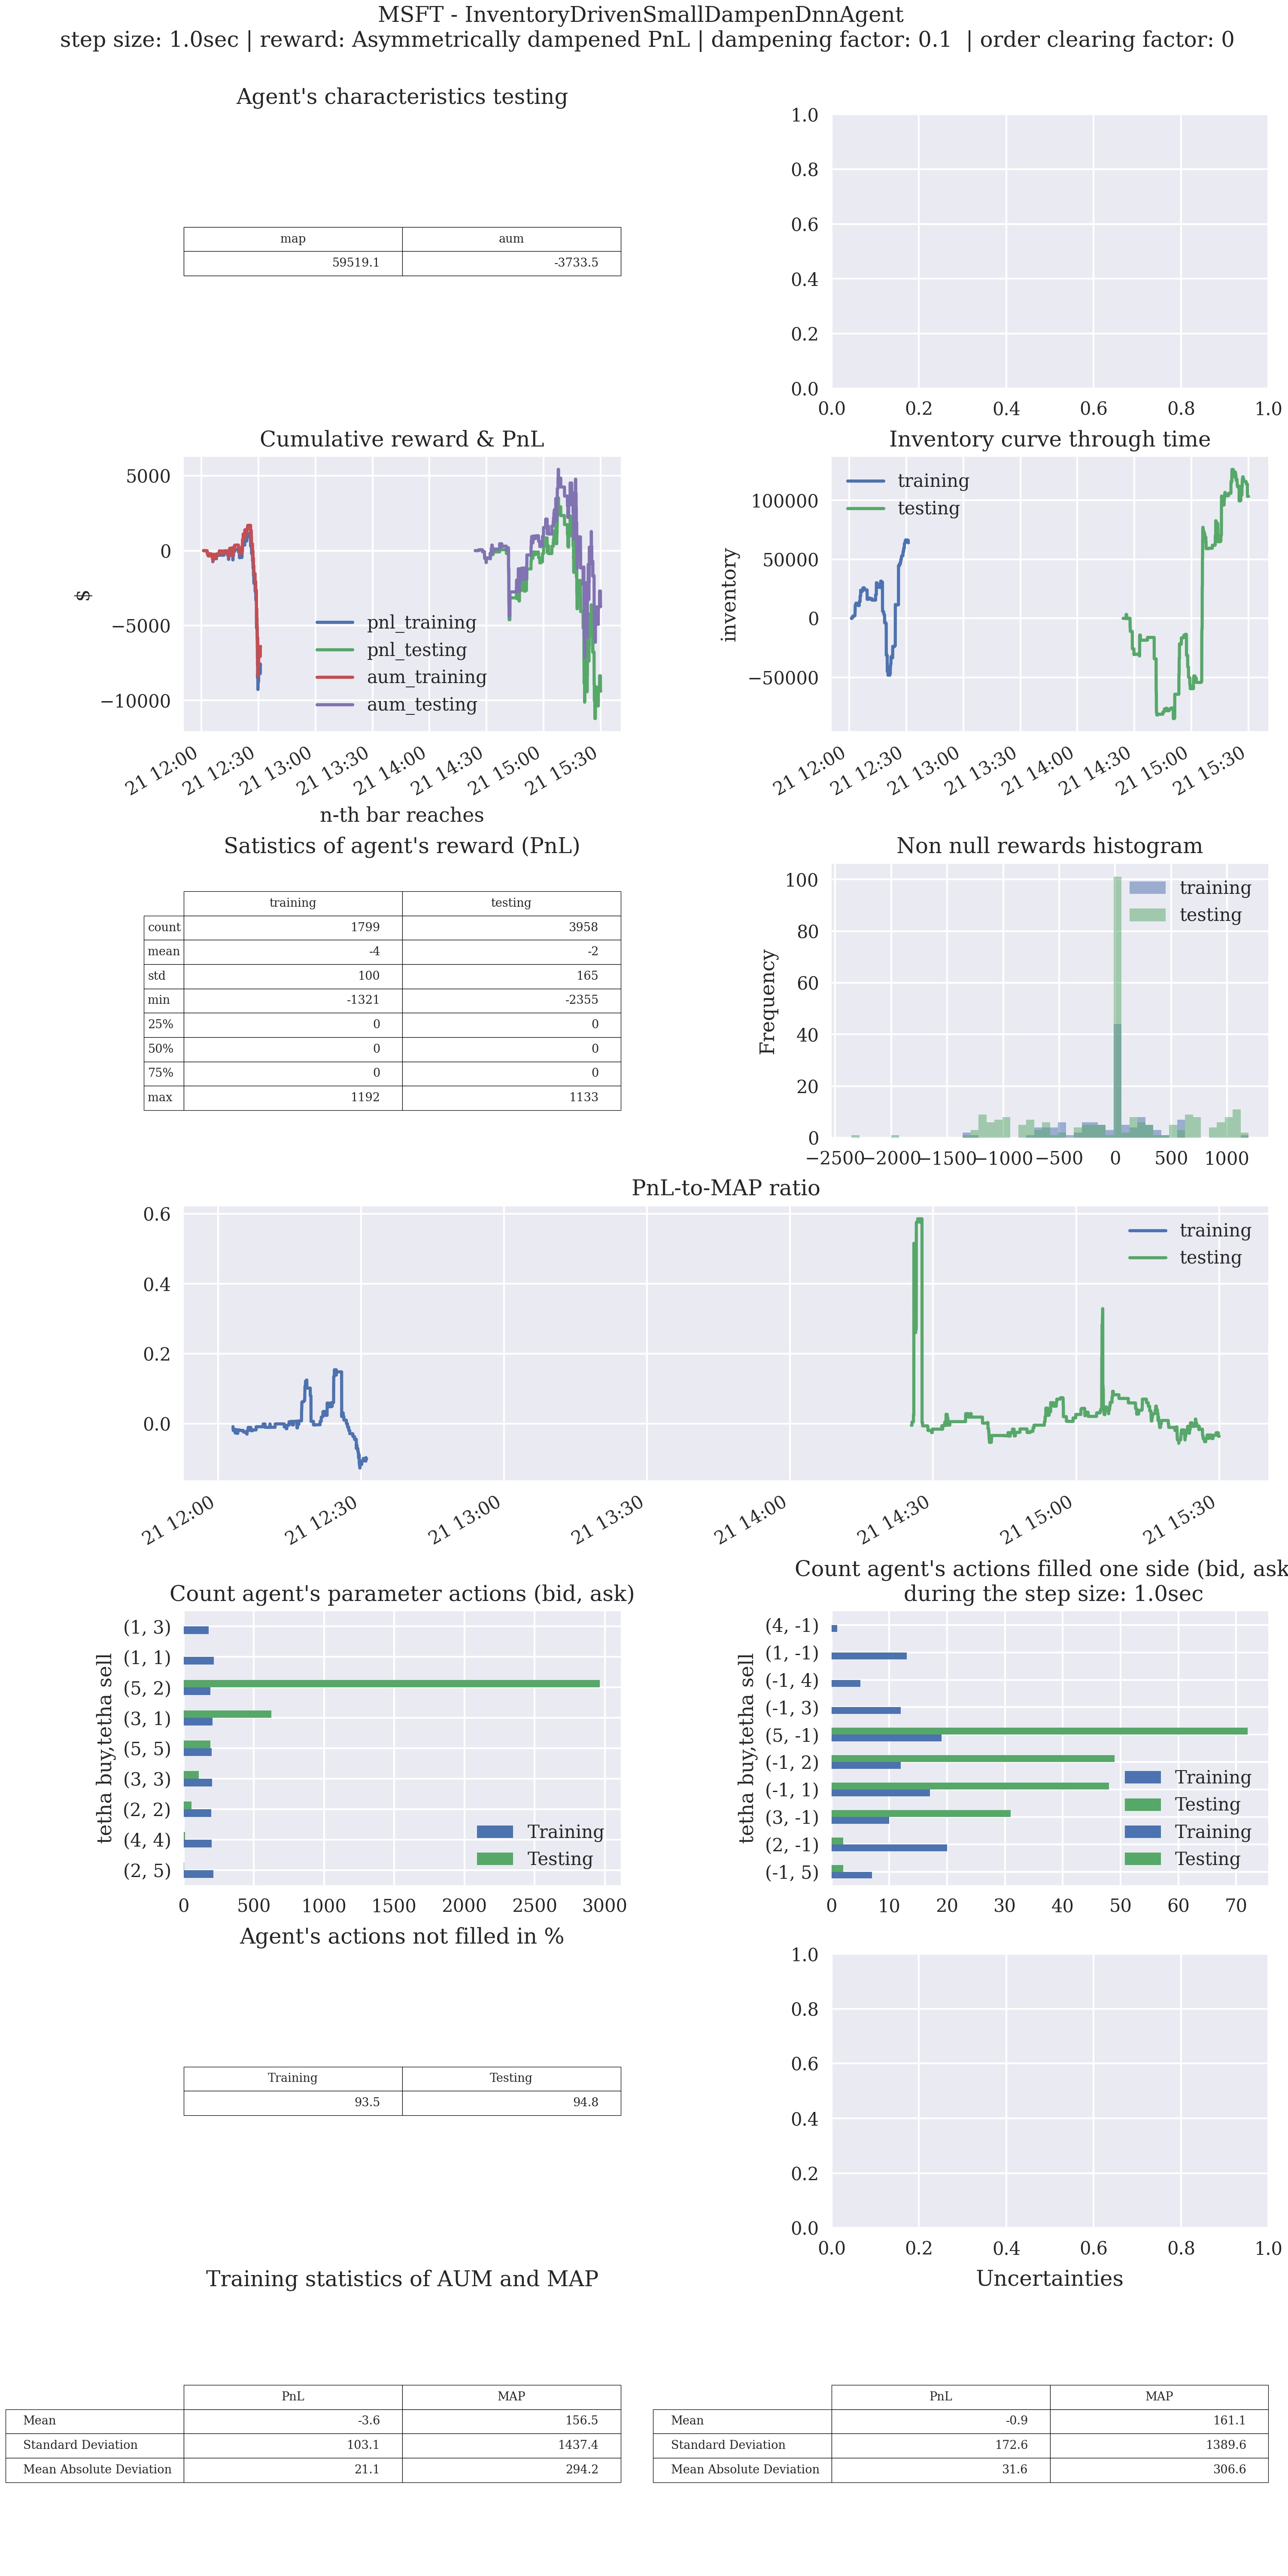 MSFT - InventoryDrivenSmallDampenDnnAgent
step size: 1.0sec | reward: Asymmetrically dampened PnL | dampening factor: 0.1 | order clearing factor: 0
Agent's characteristics testing
map aum
59519.1 -3733.5
1.0
0.8
0.6
0.4
0.2
0.0
0.0 0.2 0.4 0.6 0.8 1.0
Cumulative reward & PnL
$
5000
0
−5000
−10000
pnl_training
pnl_testing
aum_training
aum_testing
21 12:00 21 12:30 21 13:00 21 13:30 21 14:00 21 14:30 21 15:00 21 15:30
n-th bar reaches
Inventory curve through time
inventory
100000
50000
0
−50000
training
testing
21 12:00 21 12:30 21 13:00 21 13:30 21 14:00 21 14:30 21 15:00 21 15:30
Satistics of agent's reward (PnL)
training testing
count 1799 3958
mean -4 -2
std 100 165
min -1321 -2355
25% 0 0
50% 0 0
75% 0 0
max 1192 1133
Non null rewards histogram
Frequency
100
80
60
40
20
0
training
testing
−2500 −2000 −1500 −1000 −500 0 500 1000
PnL-to-MAP ratio
0.6
0.4
0.2
0.0
training
testing
21 12:00 21 12:30 21 13:00 21 13:30 21 14:00 21 14:30 21 15:00 21 15:30
Count agent's parameter actions (bid, ask)
tetha buy,tetha sell
(1, 3)
(1, 1)
(5, 2)
(3, 1)
(5, 5)
(3, 3)
(2, 2)
(4, 4)
(2, 5)
Training
Testing
0 500 1000 1500 2000 2500 3000
Count agent's actions filled one side (bid, ask
during the step size: 1.0sec
tetha buy,tetha sell
(4, -1)
(1, -1)
(-1, 4)
(-1, 3)
(5, -1)
(-1, 2)
(-1, 1)
(3, -1)
(2, -1)
(-1, 5)
Training
Testing
Training
Testing
0 10 20 30 40 50 60 70
Agent's actions not filled in %
Training Testing
93.5 94.8
1.0
0.8
0.6
0.4
0.2
0.0
0.0 0.2 0.4 0.6 0.8 1.0
Training statistics of AUM and MAP
PnL MAP
Mean -3.6 156.5
Standard Deviation 103.1 1437.4
Mean Absolute Deviation 21.1 294.2
Uncertainties
PnL MAP
Mean -0.9 161.1
Standard Deviation 172.6 1389.6
Mean Absolute Deviation 31.6 306.6